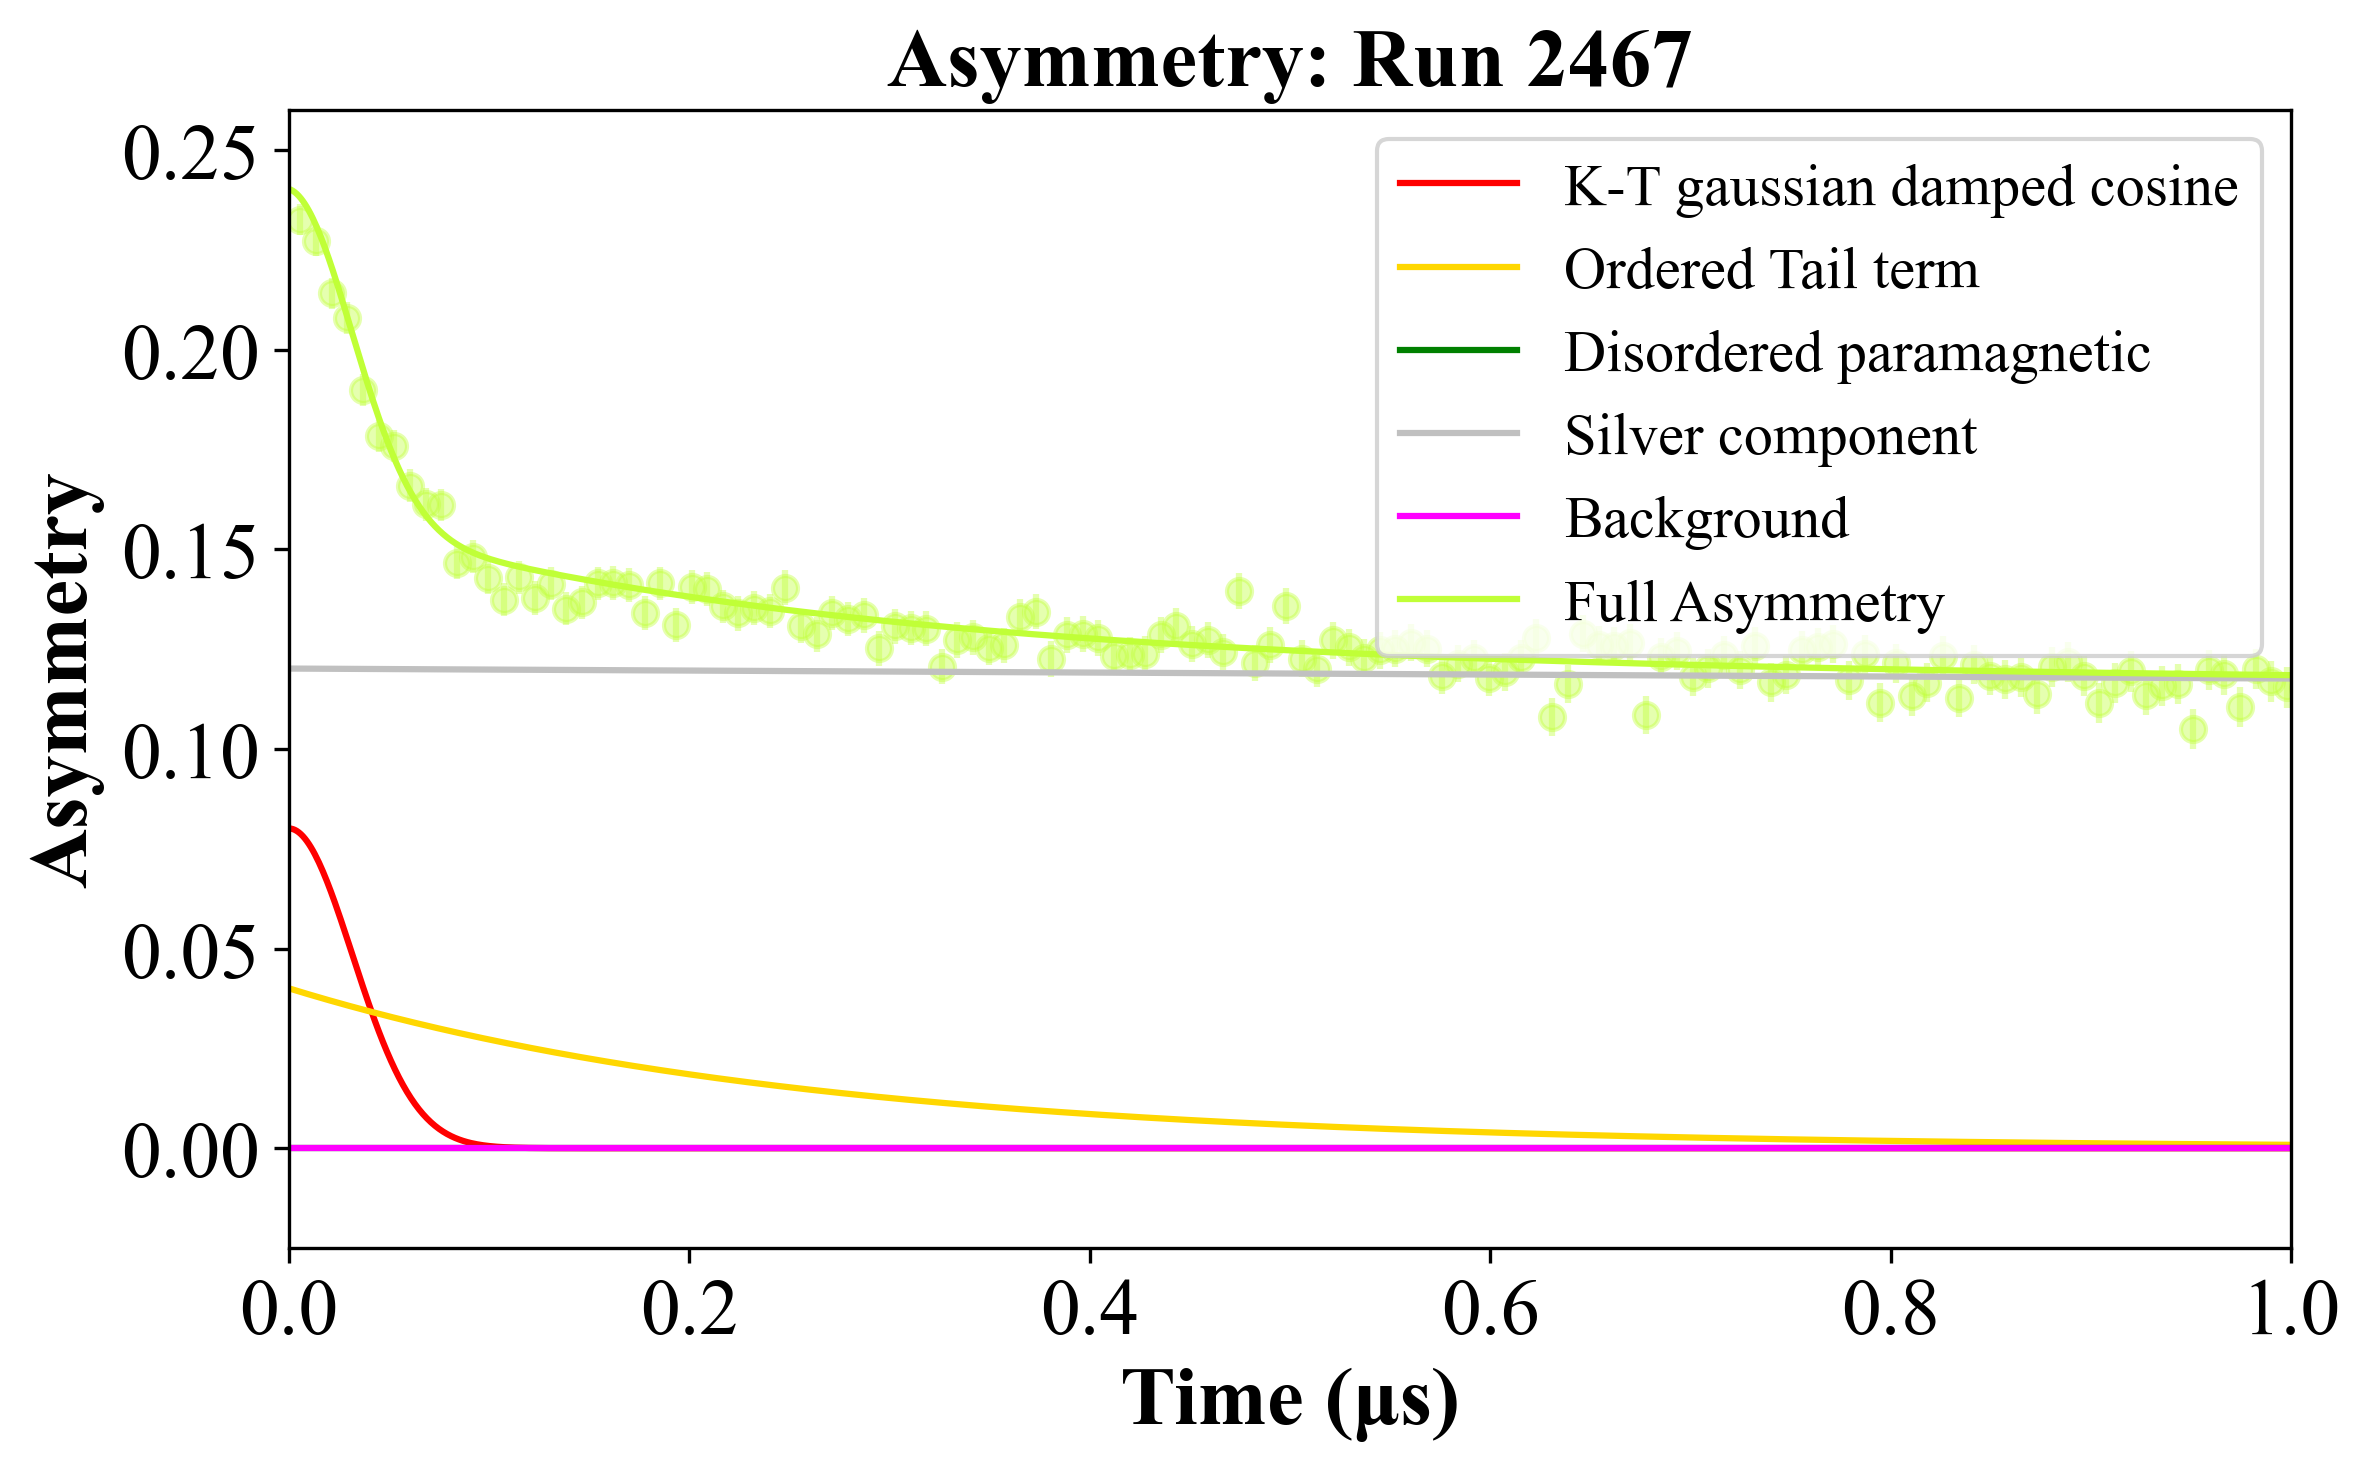 Asymmetry: Run 2467
0.25
0.20
0.15
0.10
0.05
0.00
Asymmetry
K-T gaussian damped cosine
Ordered Tail term
Disordered paramagnetic
Silver component
Background
Full Asymmetry
0.0 0.2 0.4 0.6 0.8 1.0
Time (μs)